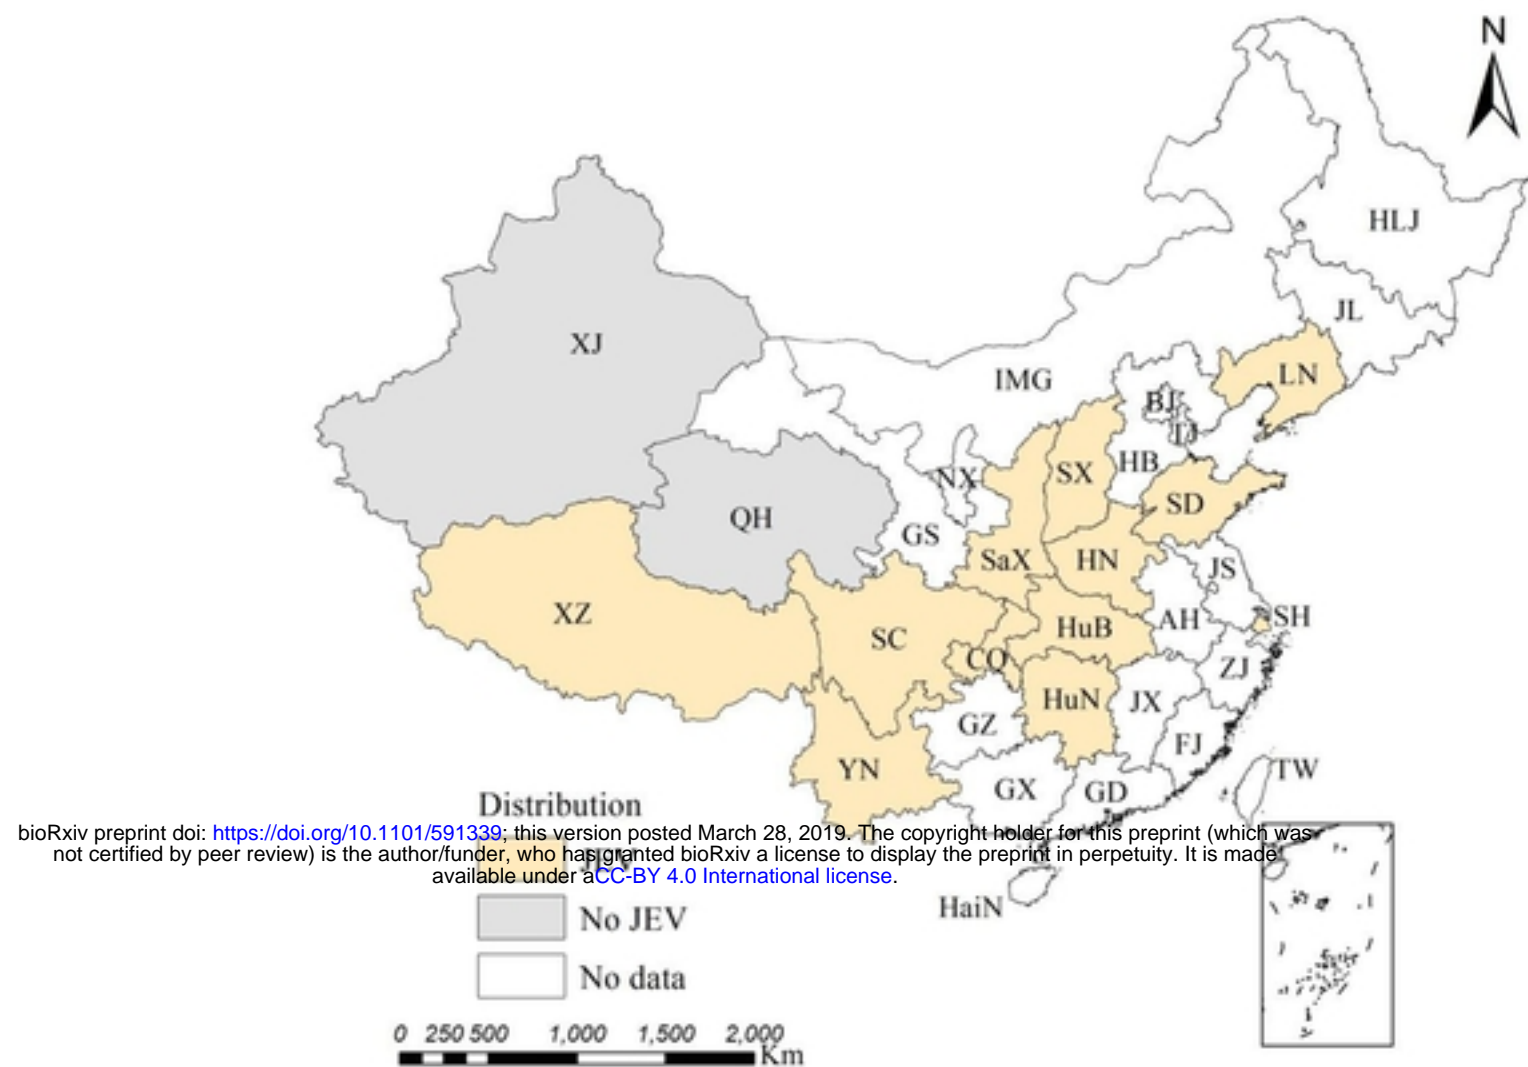 N
HLJ
JL
XJ
LN
IMG
BJ
TJ
HB
SX
NX
SD
QH
GS
SaX
HN
JS
XZ
SC
HuB
AH
SH
CQ
ZJ
HuN
JX
GZ
FJ
YN
TW
GX
GD
Distribution
bioRxiv preprint doi: https://doi.org/10.1101/591339; this version posted March 28, 2019. The copyright holder for this preprint (which was
not certified by peer review) is the author/funder, who has granted bioRxiv a license to display the preprint in perpetuity. It is made
JEV
available under aCC-BY 4.0 International license.
HaiN
No JEV
No data
0 250 500 1,000 1,500 2,000
Km